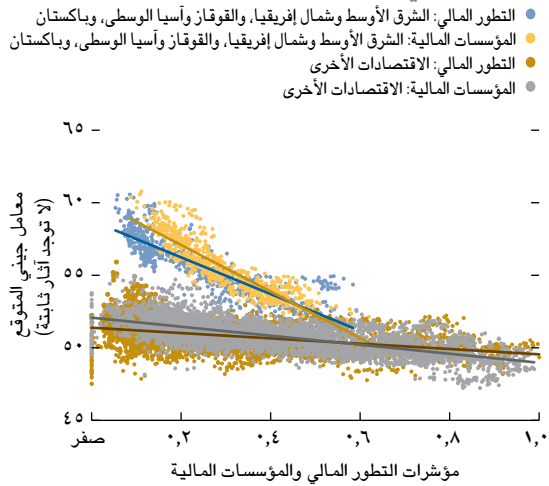 التطور المالي: الشرق الأوسط وشمال إفريقيا، والقوقاز وآسيا الوسطى، وباكستان
المؤسسات المالية: الشرق الأوسط وشمال إفريقيا، والقوقاز وآسيا الوسطى، وباكستان
التطور المالي: الاقتصادات الأخرى
المؤسسات المالية: الاقتصادات الأخرى
معامل جيني المتوقع
(لا توجد آثار ثابتة)
٦٥
٦٠
٥٥
٥٠
٤٥
صفر ٠,٢ ٠,٤ ٠,٦ ٠,٨ ١,٠
مؤشرات التطور المالي والمؤسسات المالية